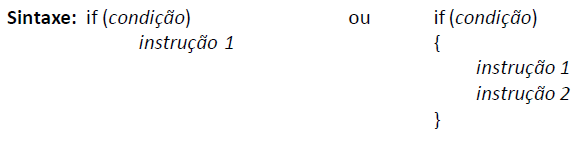 Sintaxe: if (condição) ou if (condição)
instrução 1 {
instrução 1
instrução 2
}